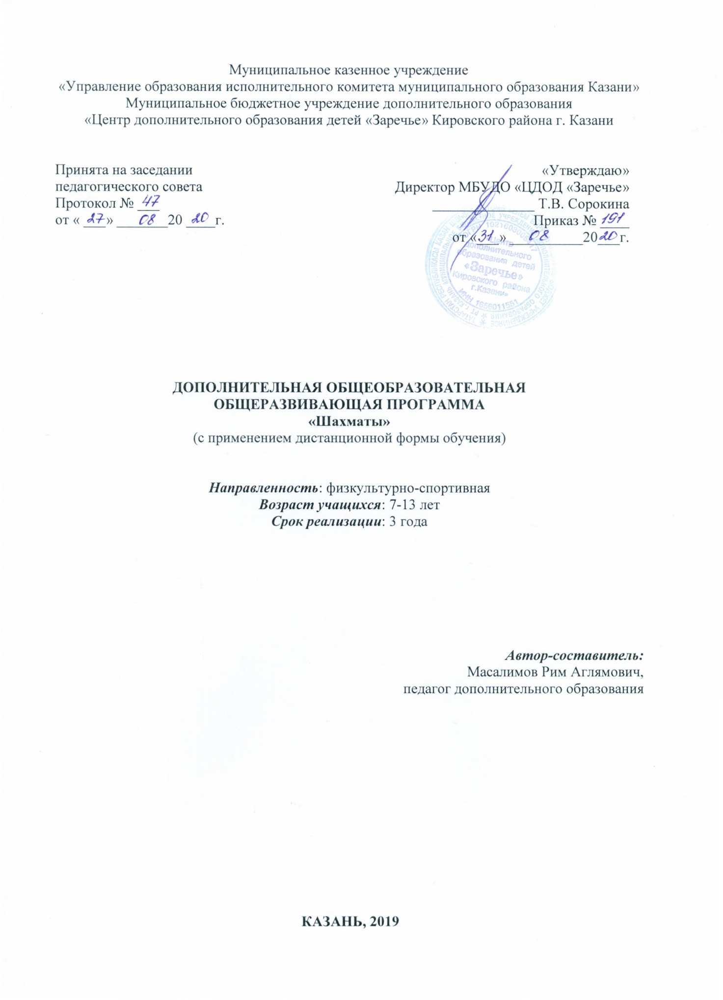 Муниципальное казенное учреждение
«Управление образования исполнительного комитета муниципального образования Казани»
Муниципальное бюджетное учреждение дополнительного образования
«Центр дополнительного образования детей «Заречье» Кировского района г. Казани
Принята на заседании
педагогического совета
Протокол № 47
от « 27» 08 20 20 г.
«Утверждаю»
Директор МБУДО «ЦДОД «Заречье»
Т.В. Сорокина
Приказ № 191
от «31» 08 2020г.
«Центр
дополнительного
образования детей
«Заречье»
Кировского района
г.Казани»
ИНН 1656011551
ДОПОЛНИТЕЛЬНАЯ ОБЩЕОБРАЗОВАТЕЛЬНАЯ
ОБЩЕРАЗВИВАЮЩАЯ ПРОГРАММА
«Шахматы»
(с применением дистанционной формы обучения)
Направленность: физкультурно-спортивная
Возраст учащихся: 7-13 лет
Срок реализации: 3 года
Автор-составитель:
Масалимов Рим Аглямович,
педагог дополнительного образования
КАЗАНЬ, 2019